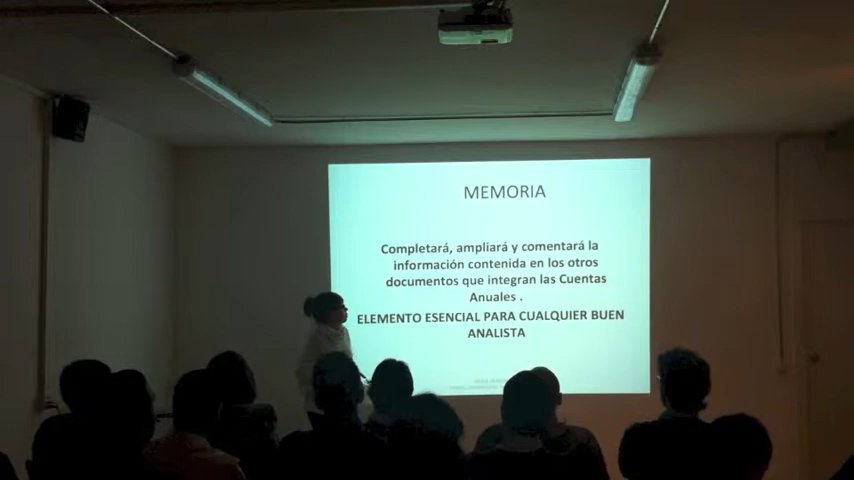 MEMORIA
Completará, ampliará y comentará la
información contenida en los otros
documentos que integran las Cuentas
Anuales .
ELEMENTO ESENCIAL PARA CUALQUIER BUEN
ANALISTA